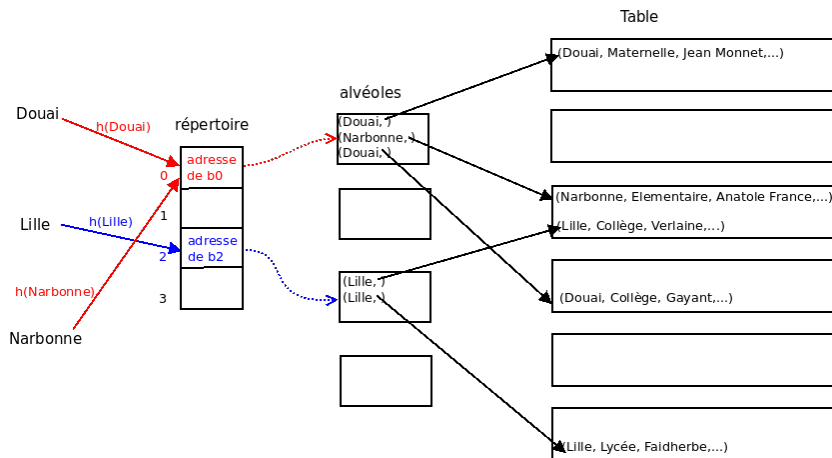 Table
(Douai, Maternelle, Jean Monnet,...)
alvéoles
Douai
h(Douai)
répertoire
(Douai, )
(Narbonne, )
(Douai, )
adresse
de b0
0
(Narbonne, Elementaire, Anatole France,...)
1
Lille
h(Lille)
(Lille, Collège, Verlaine,...)
adresse
de b2
2
(Lille, )
(Lille, )
h(Narbonne)
3
(Douai, Collège, Gayant,...)
Narbonne
(Lille, Lycée, Faidherbe,...)